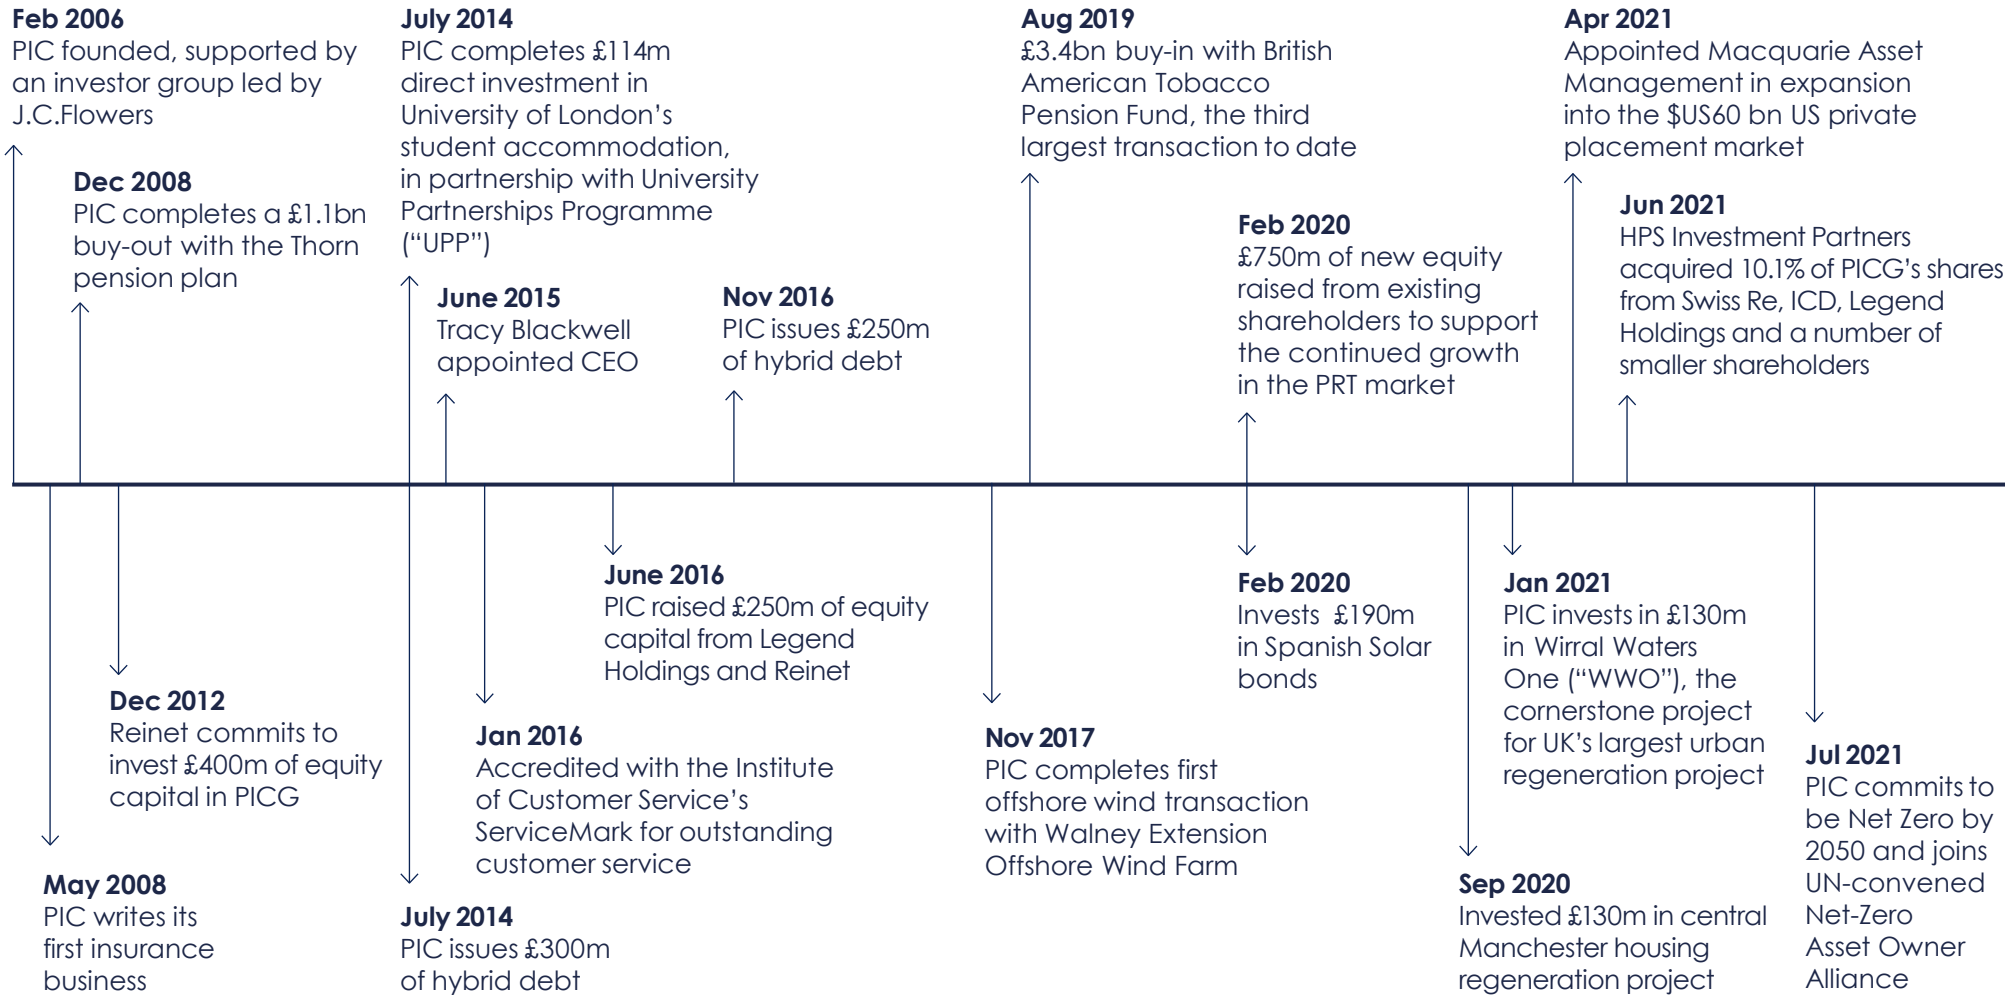 Feb 2006
PIC founded, supported by
an investor group led by
J.C.Flowers
Dec 2008
PIC completes a £1.1bn
buy-out with the Thorn
pension plan
July 2014
PIC completes £114m
direct investment in
University of London’s
student accommodation,
in partnership with University
Partnerships Programme
(“UPP”)
June 2015
Tracy Blackwell
appointed CEO
Nov 2016
PIC issues £250m
of hybrid debt
Aug 2019
£3.4bn buy-in with British
American Tobacco
Pension Fund, the third
largest transaction to date
Feb 2020
£750m of new equity
raised from existing
shareholders to support
the continued growth
in the PRT market
Apr 2021
Appointed Macquarie Asset
Management in expansion
into the $US60 bn US private
placement market
Jun 2021
HPS Investment Partners
acquired 10.1% of PICG’s shares
from Swiss Re, ICD, Legend
Holdings and a number of
smaller shareholders
May 2008
PIC writes its
first insurance
business
Dec 2012
Reinet commits to
invest £400m of equity
capital in PICG
July 2014
PIC issues £300m
of hybrid debt
Jan 2016
Accredited with the Institute
of Customer Service’s
ServiceMark for outstanding
customer service
June 2016
PIC raised £250m of equity
capital from Legend
Holdings and Reinet
Nov 2017
PIC completes first
offshore wind transaction
with Walney Extension
Offshore Wind Farm
Feb 2020
Invests £190m
in Spanish Solar
bonds
Sep 2020
Invested £130m in central
Manchester housing
regeneration project
Jan 2021
PIC invests in £130m
in Wirral Waters
One (“WWO”), the
cornerstone project
for UK’s largest urban
regeneration project
Jul 2021
PIC commits to
be Net Zero by
2050 and joins
UN-convened
Net-Zero
Asset Owner
Alliance